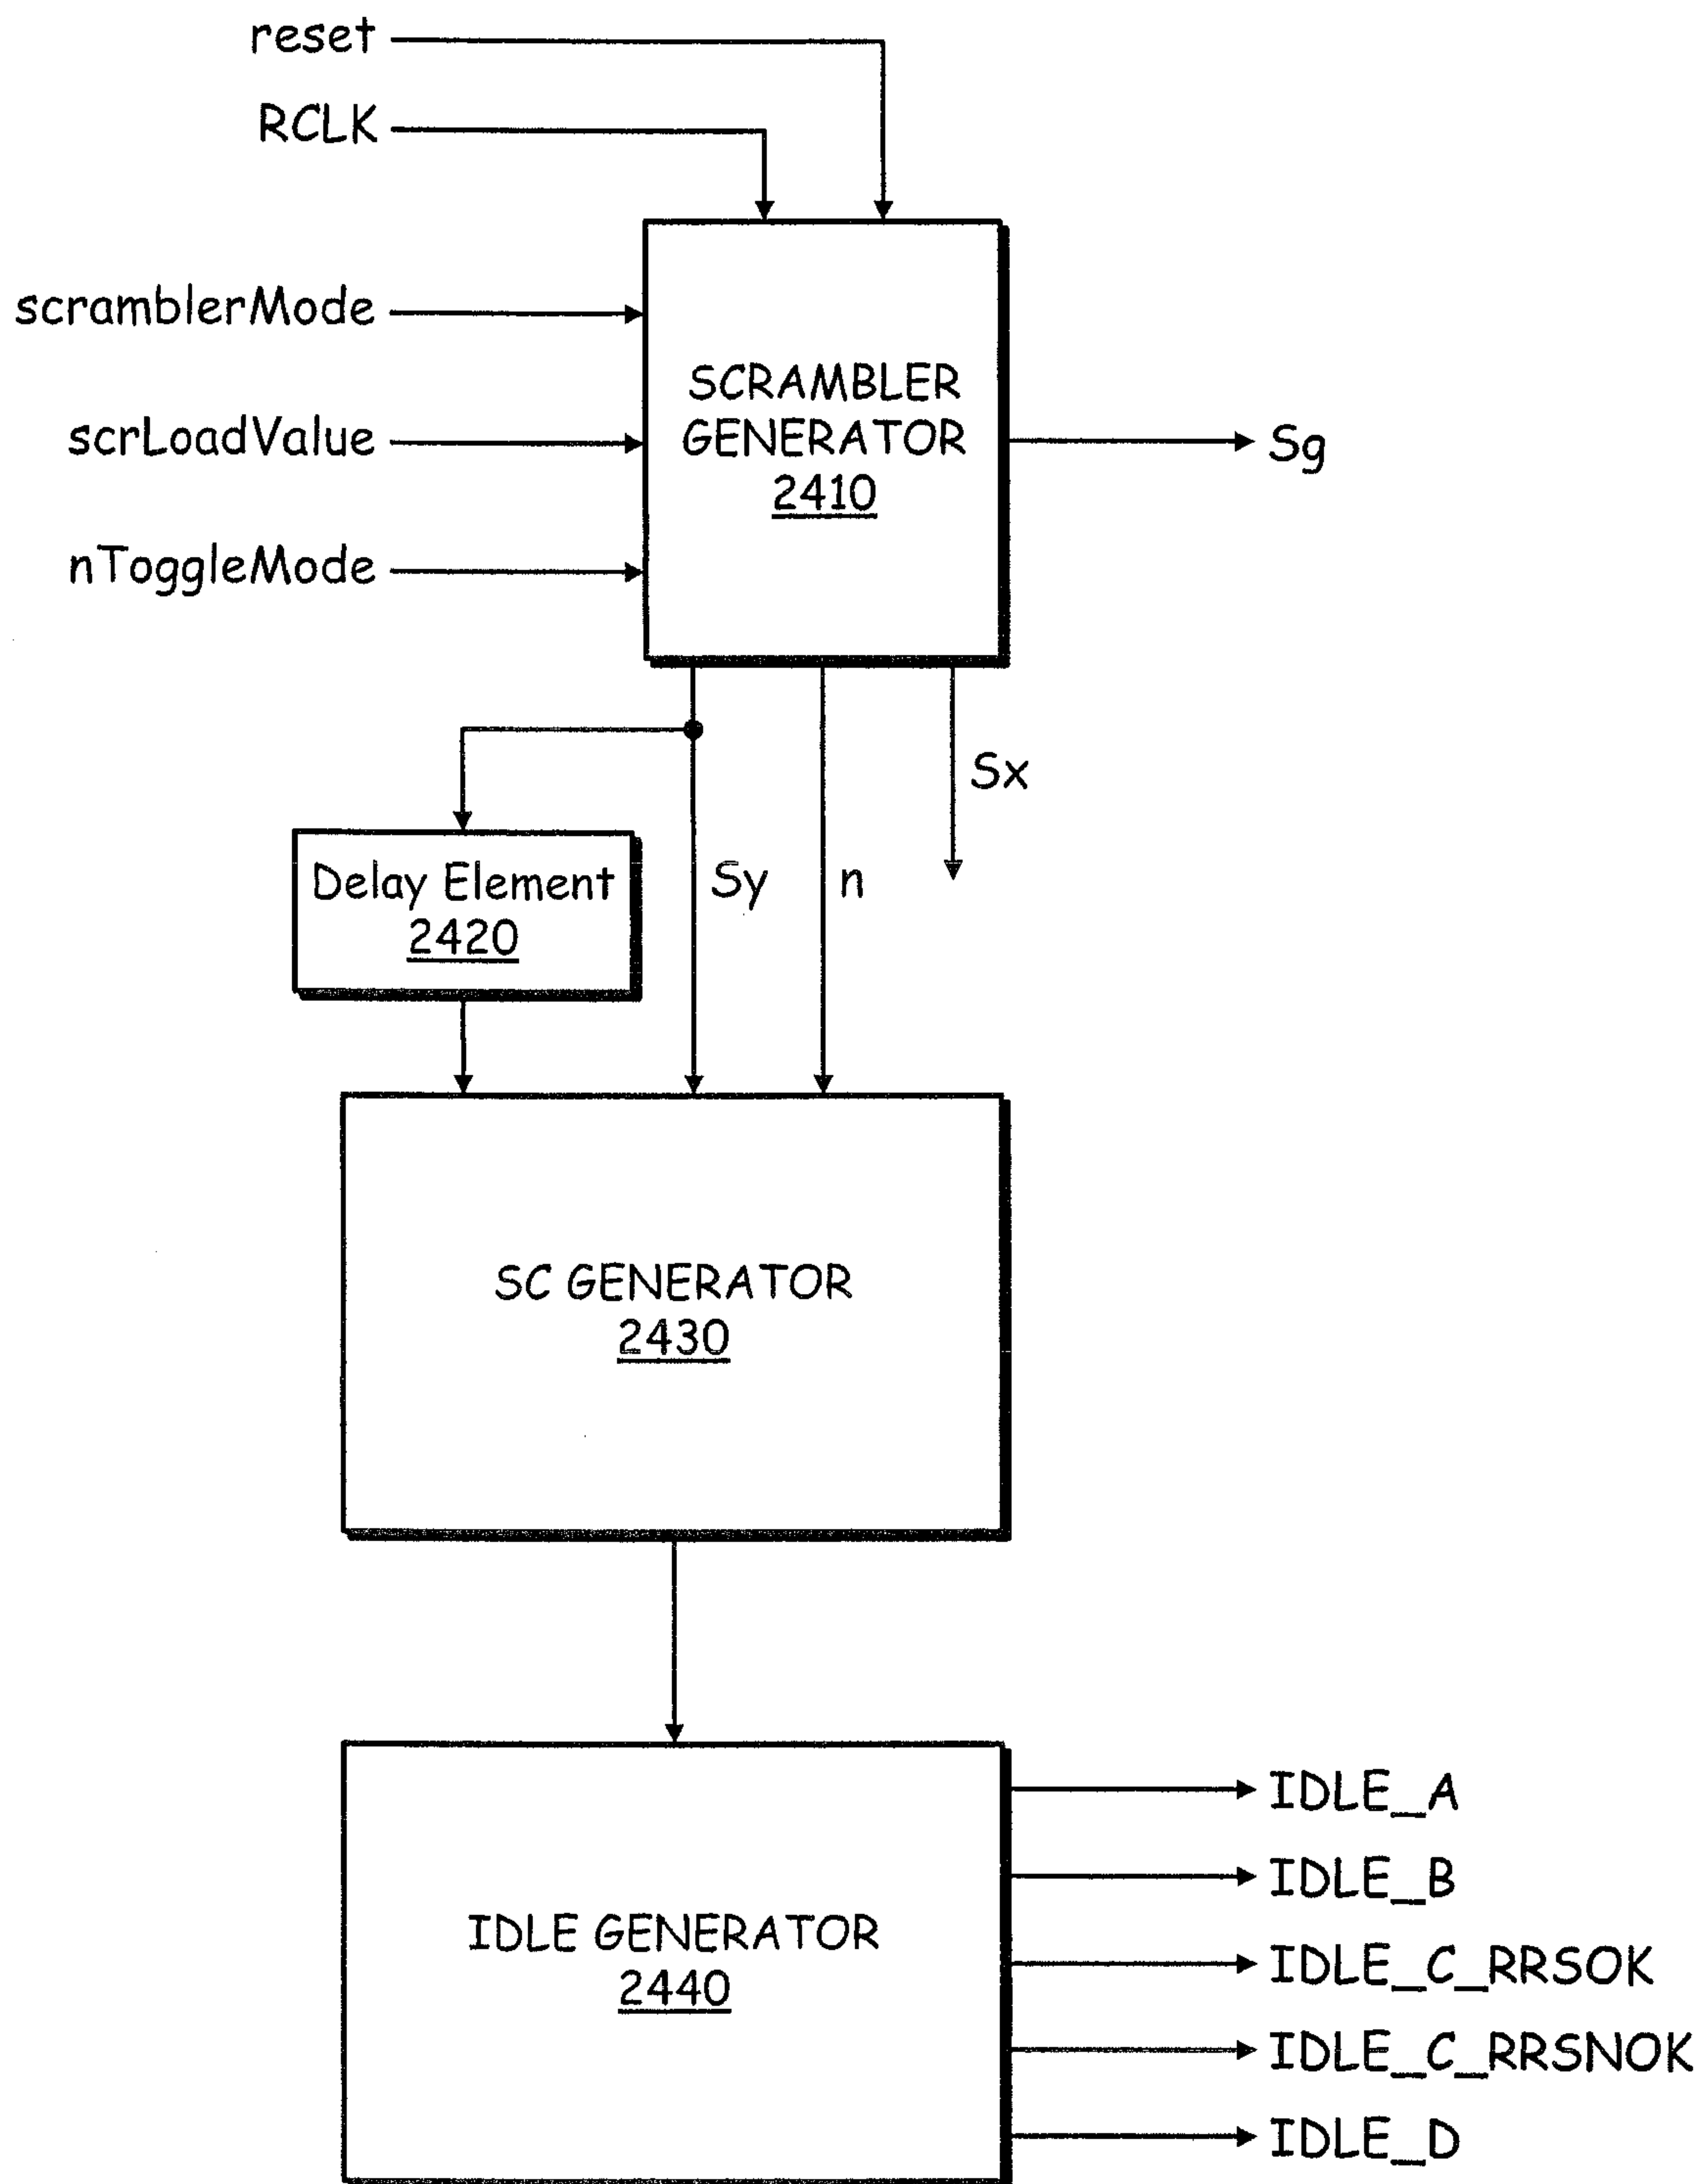 reset
RCLK
scramblerMode
scrLoadValue
nToggleMode
SCRAMBLER
GENERATOR
2410
Sg
Sx
Delay Element
2420
Sy
n
SC GENERATOR
2430
IDLE GENERATOR
2440
IDLE_A
IDLE_B
IDLE_C_RRSOK
IDLE_C_RRSNOK
IDLE_D